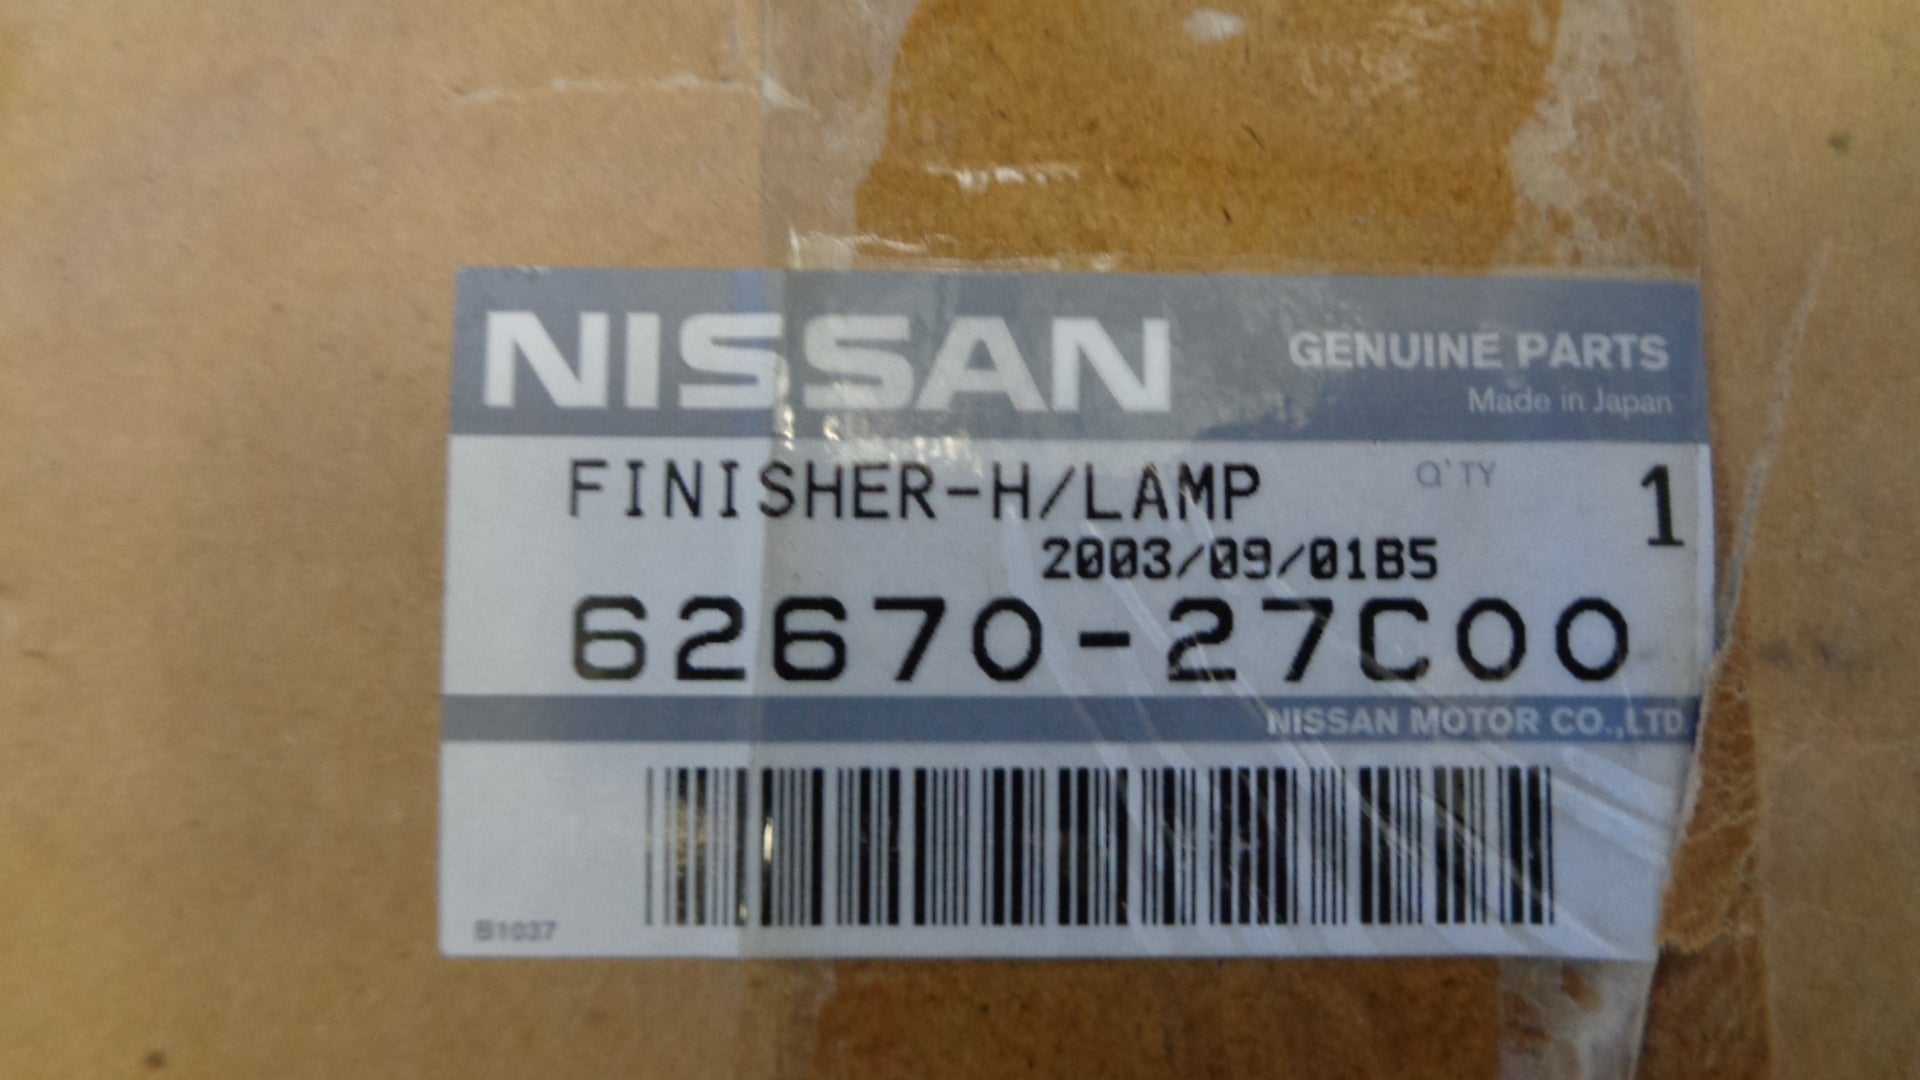 NISSAN GENUINE PARTS
Made in Japan
FINISHER-H/LAMP Q'TY 1
2003/09/01B5
62670-27C00
NISSAN MOTOR CO.,LTD
B1037